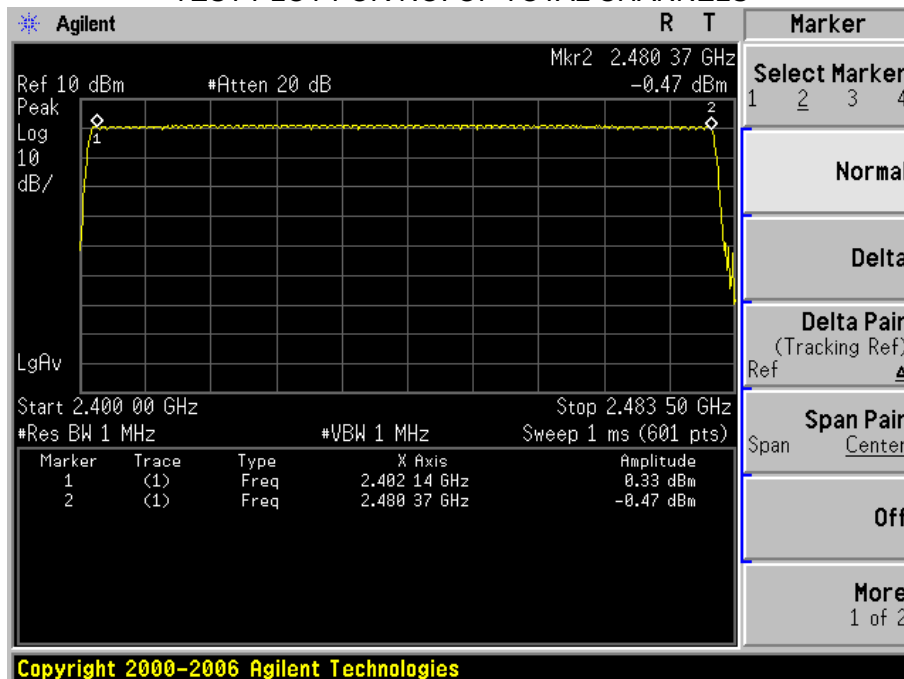 Agilent R T Marker
Mkr2 2.480 37 GHz
Ref 10 dBm #Atten 20 dB -0.47 dBm
Peak
Log
10
dB/
1
2
LgAv
Start 2.400 00 GHz Stop 2.483 50 GHz
#Res BW 1 MHz #VBW 1 MHz Sweep 1 ms (601 pts)
Marker Trace Type X Axis Amplitude
1 (1) Freq 2.402 14 GHz 0.33 dBm
2 (1) Freq 2.480 37 GHz -0.47 dBm
Select Marker
1 2 3 4
Normal
Delta
Delta Pair
(Tracking Ref)
Ref Δ
Span Pair
Span Center
Off
More
1 of 2
Copyright 2000-2006 Agilent Technologies